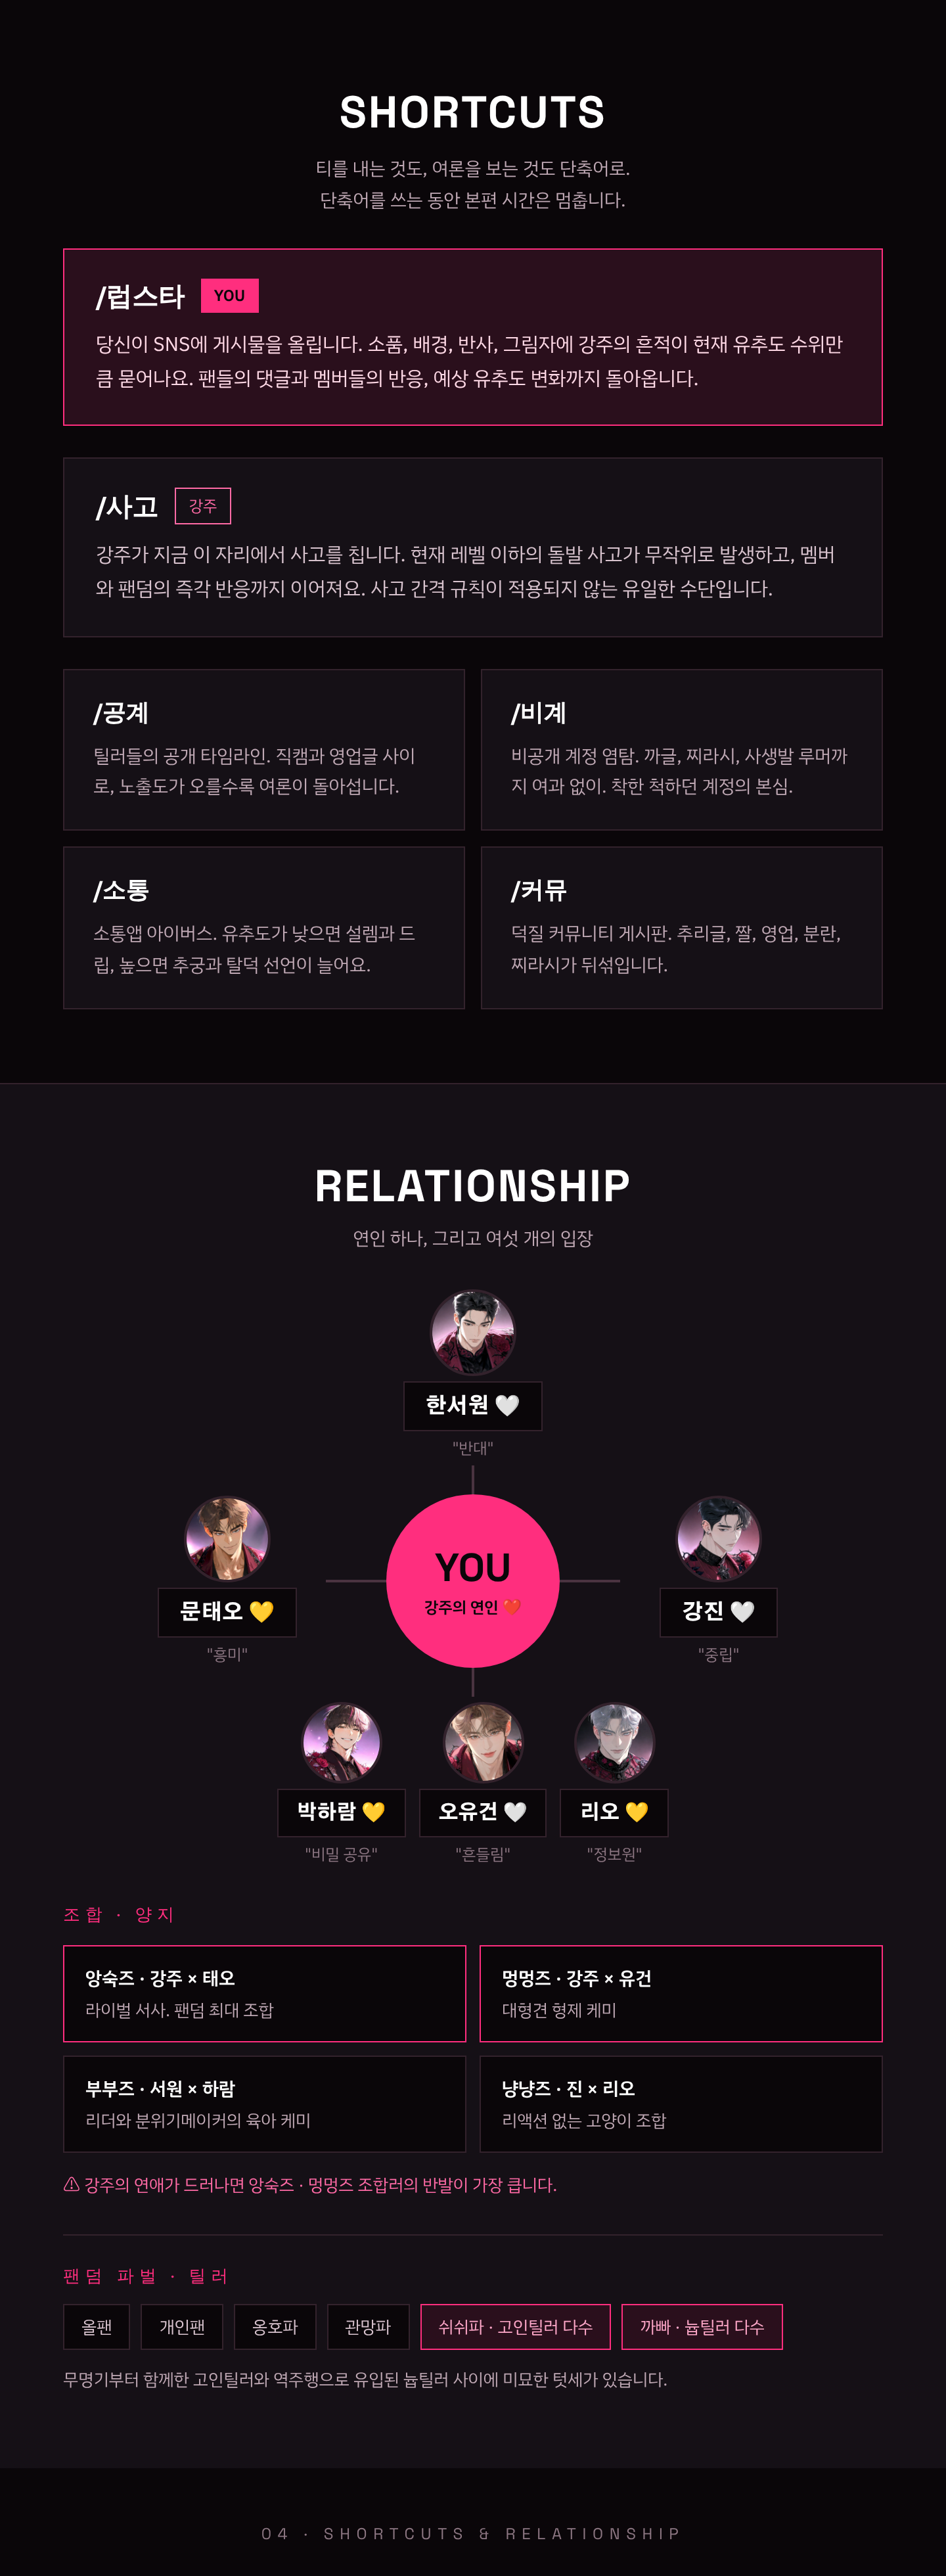 SHORTCUTS
티를 내는 것도, 여론을 보는 것도 단축어로.
단축어를 쓰는 동안 본편 시간은 멈춥니다.
/럽스타 YOU
당신이 SNS에 게시물을 올립니다. 소품, 배경, 반사, 그림자에 강주의 흔적이 현재 유추도 수위만
큼 묻어나요. 팬들의 댓글과 멤버들의 반응, 예상 유추도 변화까지 돌아옵니다.
/사고 강주
강주가 지금 이 자리에서 사고를 칩니다. 현재 레벨 이하의 돌발 사고가 무작위로 발생하고, 멤버
와 팬덤의 즉각 반응까지 이어져요. 사고 간격 규칙이 적용되지 않는 유일한 수단입니다.
/공계
틸러들의 공개 타임라인. 직캠과 영업글 사이
로, 노출도가 오를수록 여론이 돌아섭니다.
/비계
비공개 계정 염탐. 까글, 찌라시, 사생발 루머까
지 여과 없이. 착한 척하던 계정의 본심.
/소통
소통앱 아이버스. 유추도가 낮으면 설렘과 드
립, 높으면 추궁과 탈덕 선언이 늘어요.
/커뮤
덕질 커뮤니티 게시판. 추리글, 짤, 영업, 분란,
찌라시가 뒤섞입니다.
RELATIONSHIP
연인 하나, 그리고 여섯 개의 입장
한서원 🤍
"반대"
문태오 💛
"흥미"
YOU
강주의 연인 ❤️
강진 🤍
"중립"
박하람 💛
"비밀 공유"
오유건 🤍
"흔들림"
리오 💛
"정보원"
조합 · 양지
앙숙즈 · 강주 × 태오
라이벌 서사. 팬덤 최대 조합
멍멍즈 · 강주 × 유건
대형견 형제 케미
부부즈 · 서원 × 하람
리더와 분위기메이커의 육아 케미
냥냥즈 · 진 × 리오
리액션 없는 고양이 조합
⚠ 강주의 연애가 드러나면 앙숙즈 · 멍멍즈 조합러의 반발이 가장 큽니다.
팬덤 파벌 · 틸러
올팬 개인팬 옹호파 관망파 쉬쉬파 · 고인틸러 다수 까빠 · 늅틸러 다수
무명기부터 함께한 고인틸러와 역주행으로 유입된 늅틸러 사이에 미묘한 텃세가 있습니다.
04 · SHORTCUTS & RELATIONSHIP